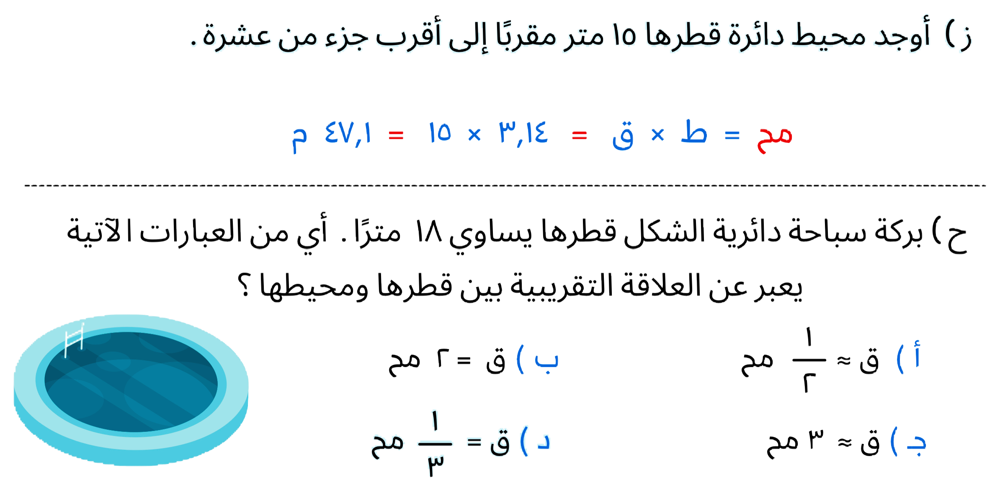 ز) أوجد محيط دائرة قطرها ١٥ متر مقربًا إلى أقرب جزء من عشرة .
مح = ط × ق = ٣,١٤ × ١٥ = ٤٧,١ م
ح) بركة سباحة دائرية الشكل قطرها يساوي ١٨ مترًا . أي من العبارات الآتية
يعبر عن العلاقة التقريبية بين قطرها ومحيطها ؟
أ) ق ≈ ١/٢ مح ب) ق = ٢ مح
جـ) ق ≈ ٣ مح د) ق = ١/٣ مح